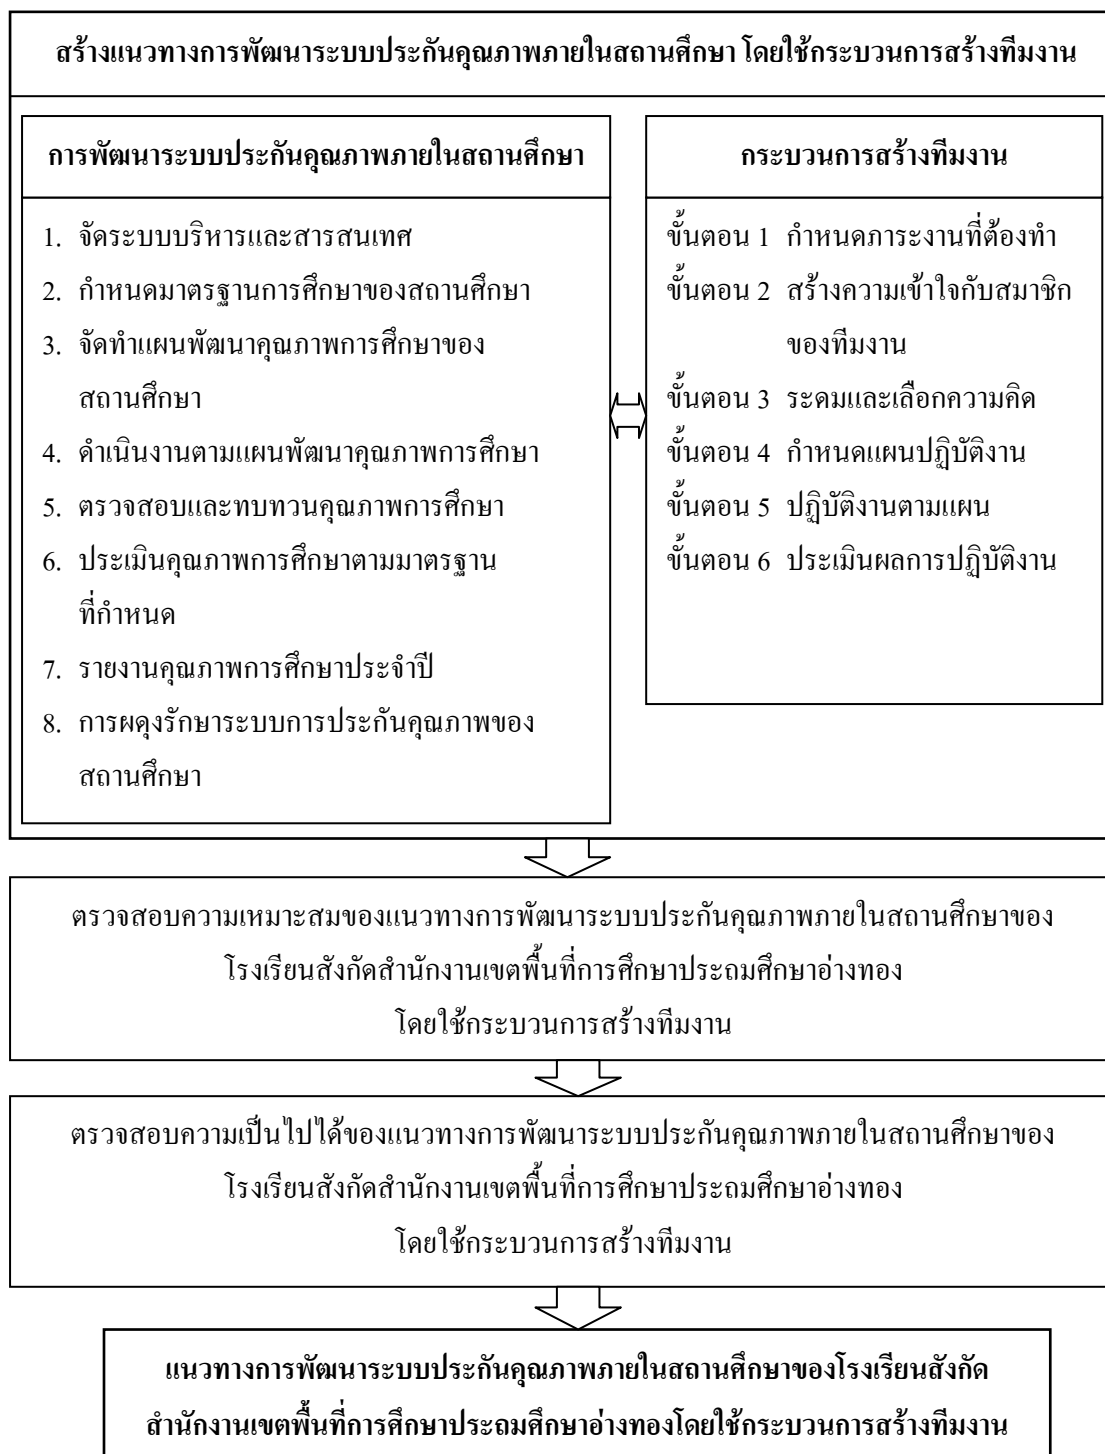 สร้างแนวทางการพัฒนาระบบประกันคุณภาพภายในสถานศึกษา โดยใช้กระบวนการสร้างทีมงาน
การพัฒนาระบบประกันคุณภาพภายในสถานศึกษา
1. จัดระบบบริหารและสารสนเทศ
2. กำหนดมาตรฐานการศึกษาของสถานศึกษา
3. จัดทำแผนพัฒนาคุณภาพการศึกษาของ
สถานศึกษา
4. ดำเนินงานตามแผนพัฒนาคุณภาพการศึกษา
5. ตรวจสอบและทบทวนคุณภาพการศึกษา
6. ประเมินคุณภาพการศึกษาตามมาตรฐาน
ที่กำหนด
7. รายงานคุณภาพการศึกษาประจำปี
8. การผดุงรักษาระบบการประกันคุณภาพของ
สถานศึกษา
กระบวนการสร้างทีมงาน
ขั้นตอน 1 กำหนดภาระงานที่ต้องทำ
ขั้นตอน 2 สร้างความเข้าใจกับสมาชิก
ของทีมงาน
ขั้นตอน 3 ระดมและเลือกความคิด
ขั้นตอน 4 กำหนดแผนปฏิบัติงาน
ขั้นตอน 5 ปฏิบัติงานตามแผน
ขั้นตอน 6 ประเมินผลการปฏิบัติงาน
ตรวจสอบความเหมาะสมของแนวทางการพัฒนาระบบประกันคุณภาพภายในสถานศึกษาของ
โรงเรียนสังกัดสำนักงานเขตพื้นที่การศึกษาประถมศึกษาอ่างทอง
โดยใช้กระบวนการสร้างทีมงาน
ตรวจสอบความเป็นไปได้ของแนวทางการพัฒนาระบบประกันคุณภาพภายในสถานศึกษาของ
โรงเรียนสังกัดสำนักงานเขตพื้นที่การศึกษาประถมศึกษาอ่างทอง
โดยใช้กระบวนการสร้างทีมงาน
แนวทางการพัฒนาระบบประกันคุณภาพภายในสถานศึกษาของโรงเรียนสังกัด
สำนักงานเขตพื้นที่การศึกษาประถมศึกษาอ่างทองโดยใช้กระบวนการสร้างทีมงาน